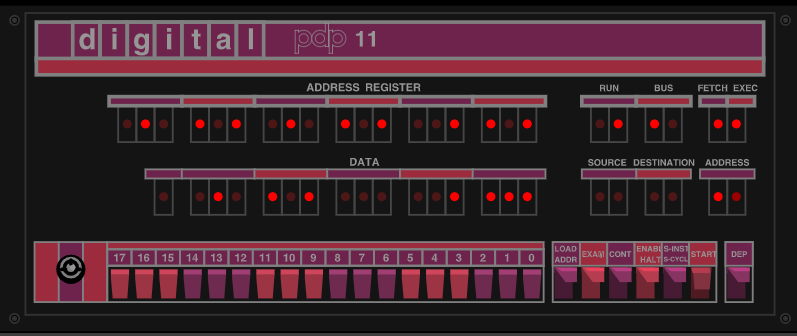 digital pdp 11
ADDRESS REGISTER RUN BUS FETCH EXEC
DATA SOURCE DESTINATION ADDRESS
17 16 15 14 13 12 11 10 9 8 7 6 5 4 3 2 1 0
LOAD ADDR EXAM CONT ENABL HALT S-INST S-CYCL START DEP